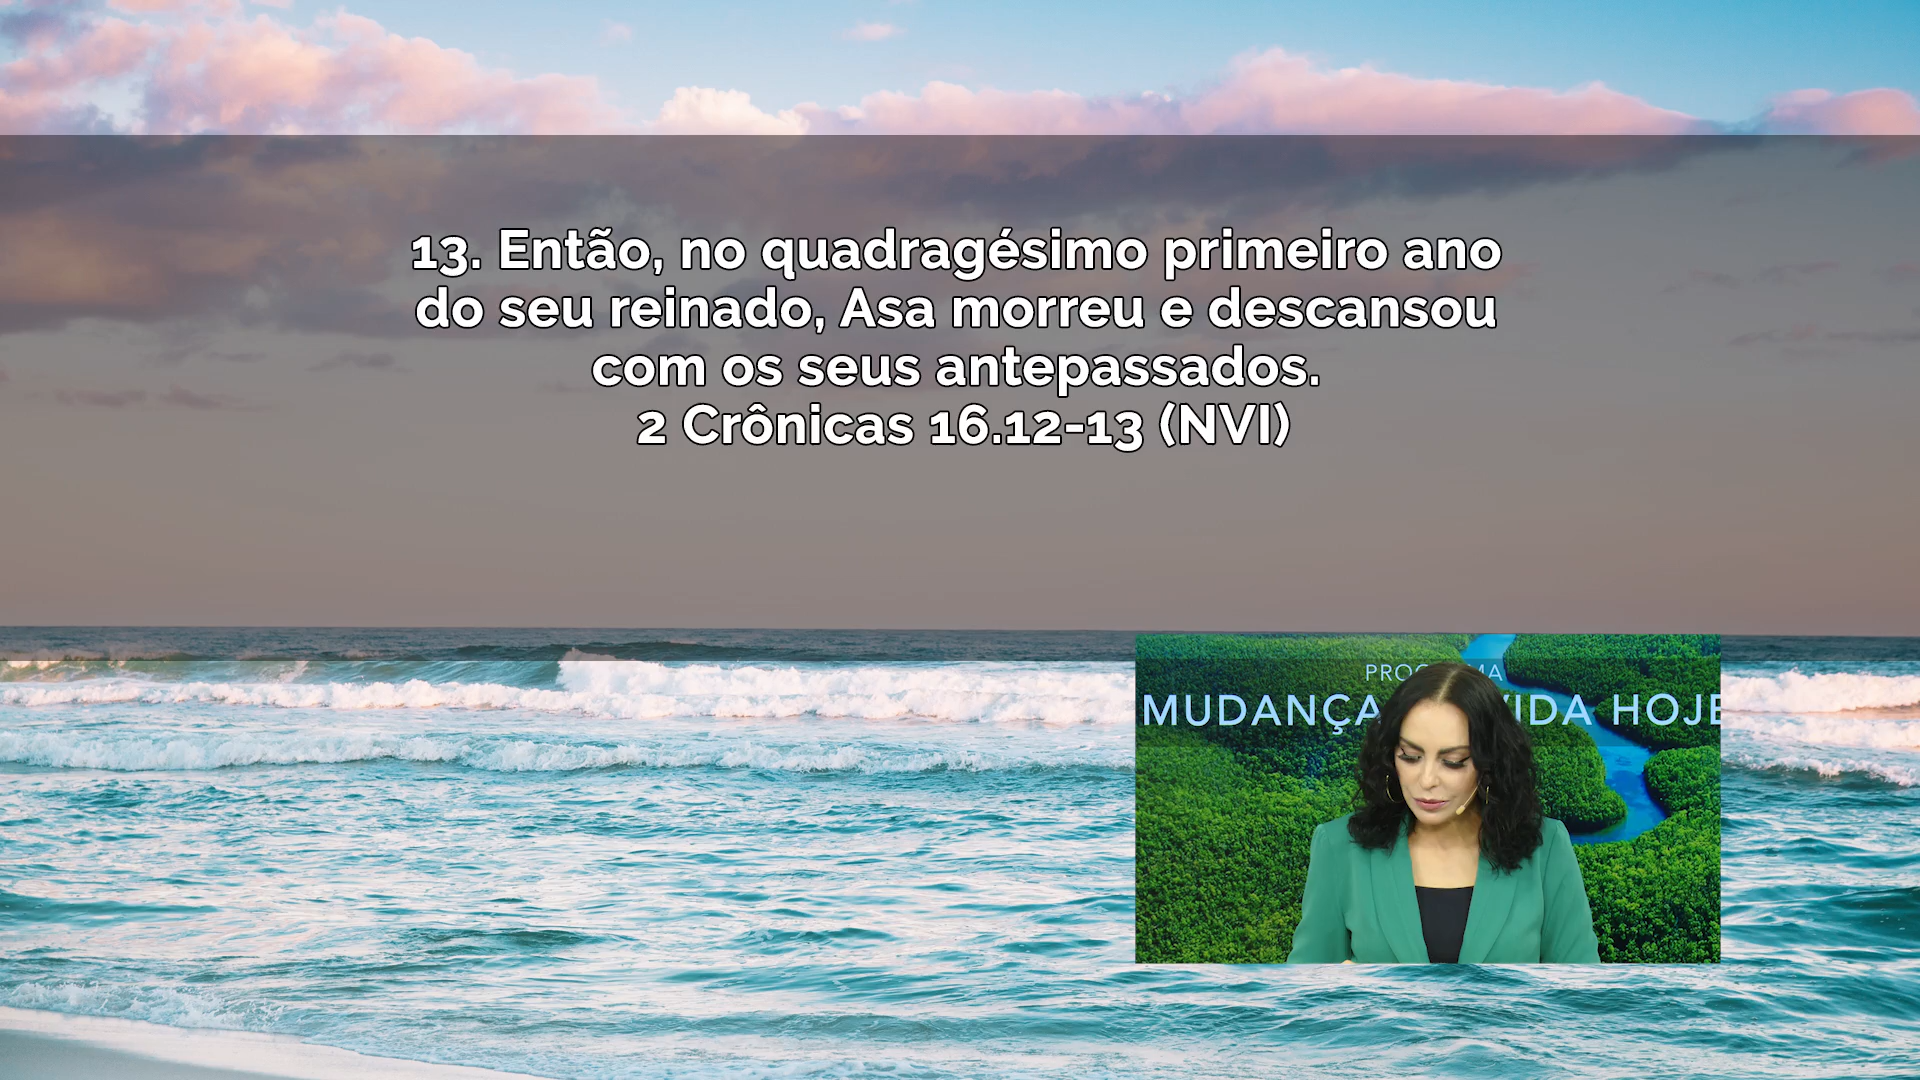 13. Então, no quadragésimo primeiro ano
do seu reinado, Asa morreu e descansou
com os seus antepassados.
2 Crônicas 16.12-13 (NVI)
MUDANÇA VIDA HOJE